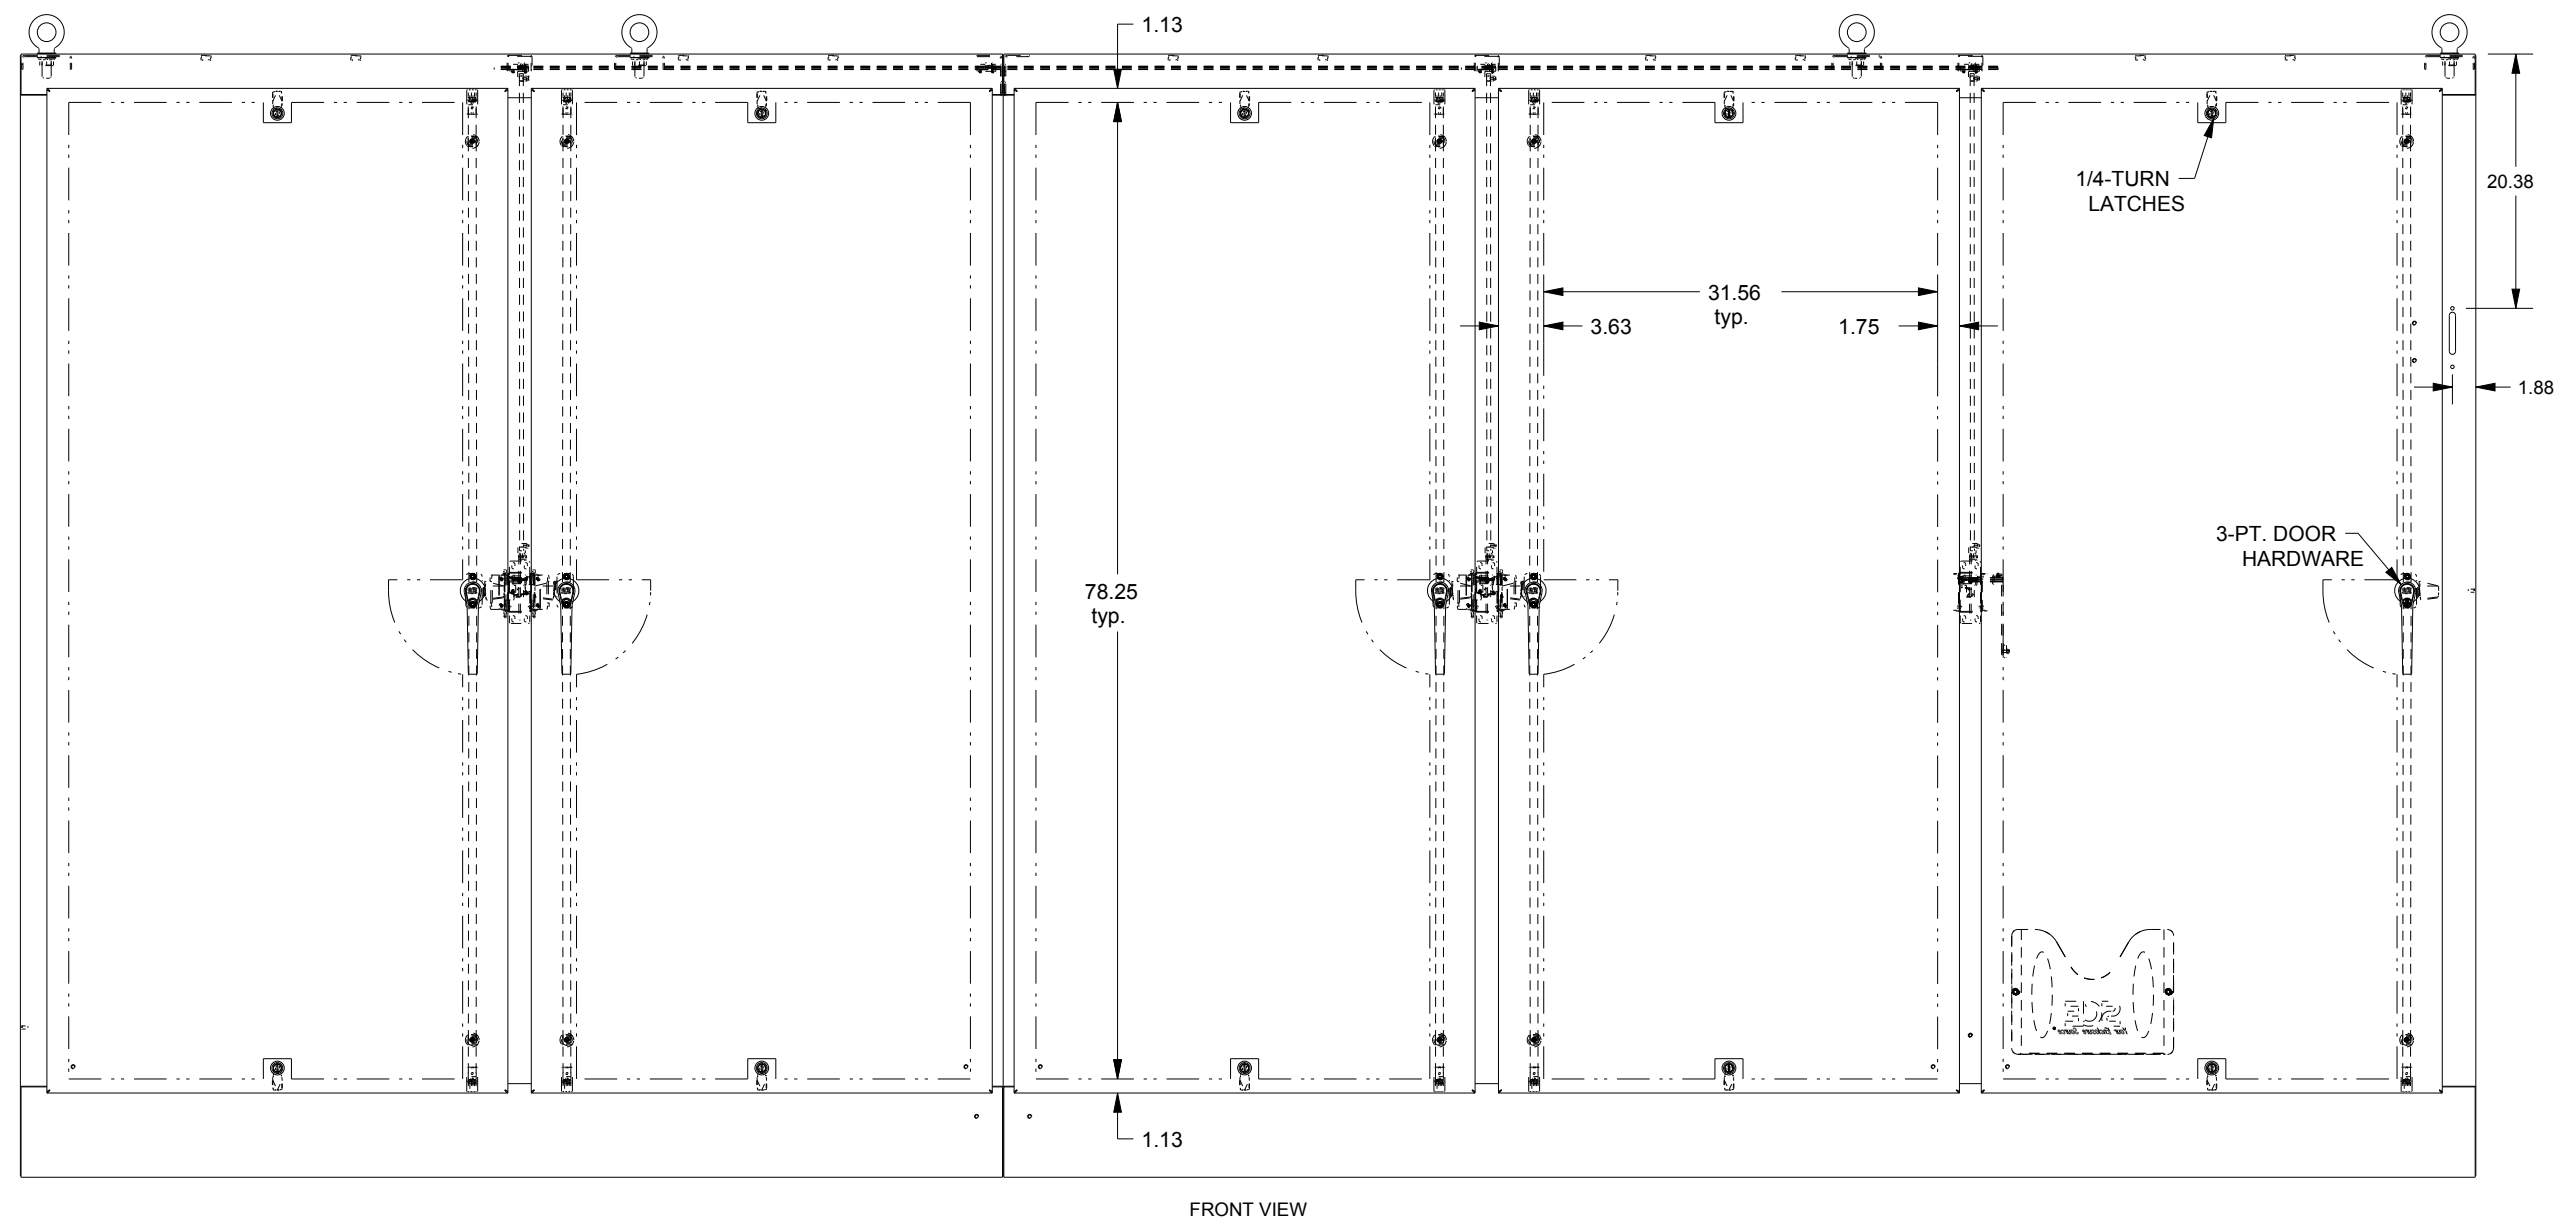 1.13
20.38
1/4-TURN
LATCHES
31.56
typ.
3.63
1.75
1.88
3-PT. DOOR
HARDWARE
78.25
typ.
1.13
FRONT VIEW